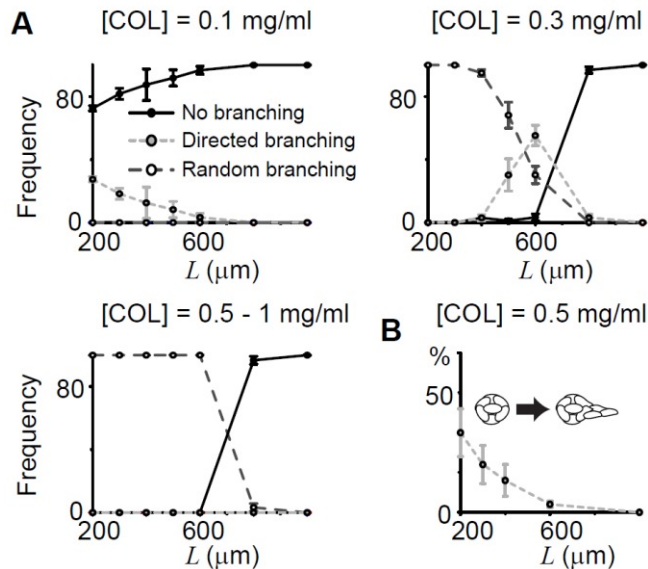 A
[COL] = 0.1 mg/ml
Frequency
80
0
No branching
Directed branching
Random branching
200
600
L (μm)
[COL] = 0.3 mg/ml
80
0
200
600
L (μm)
[COL] = 0.5 - 1 mg/ml
Frequency
80
0
200
600
L (μm)
B
[COL] = 0.5 mg/ml
%
50
0
200
600
L (μm)